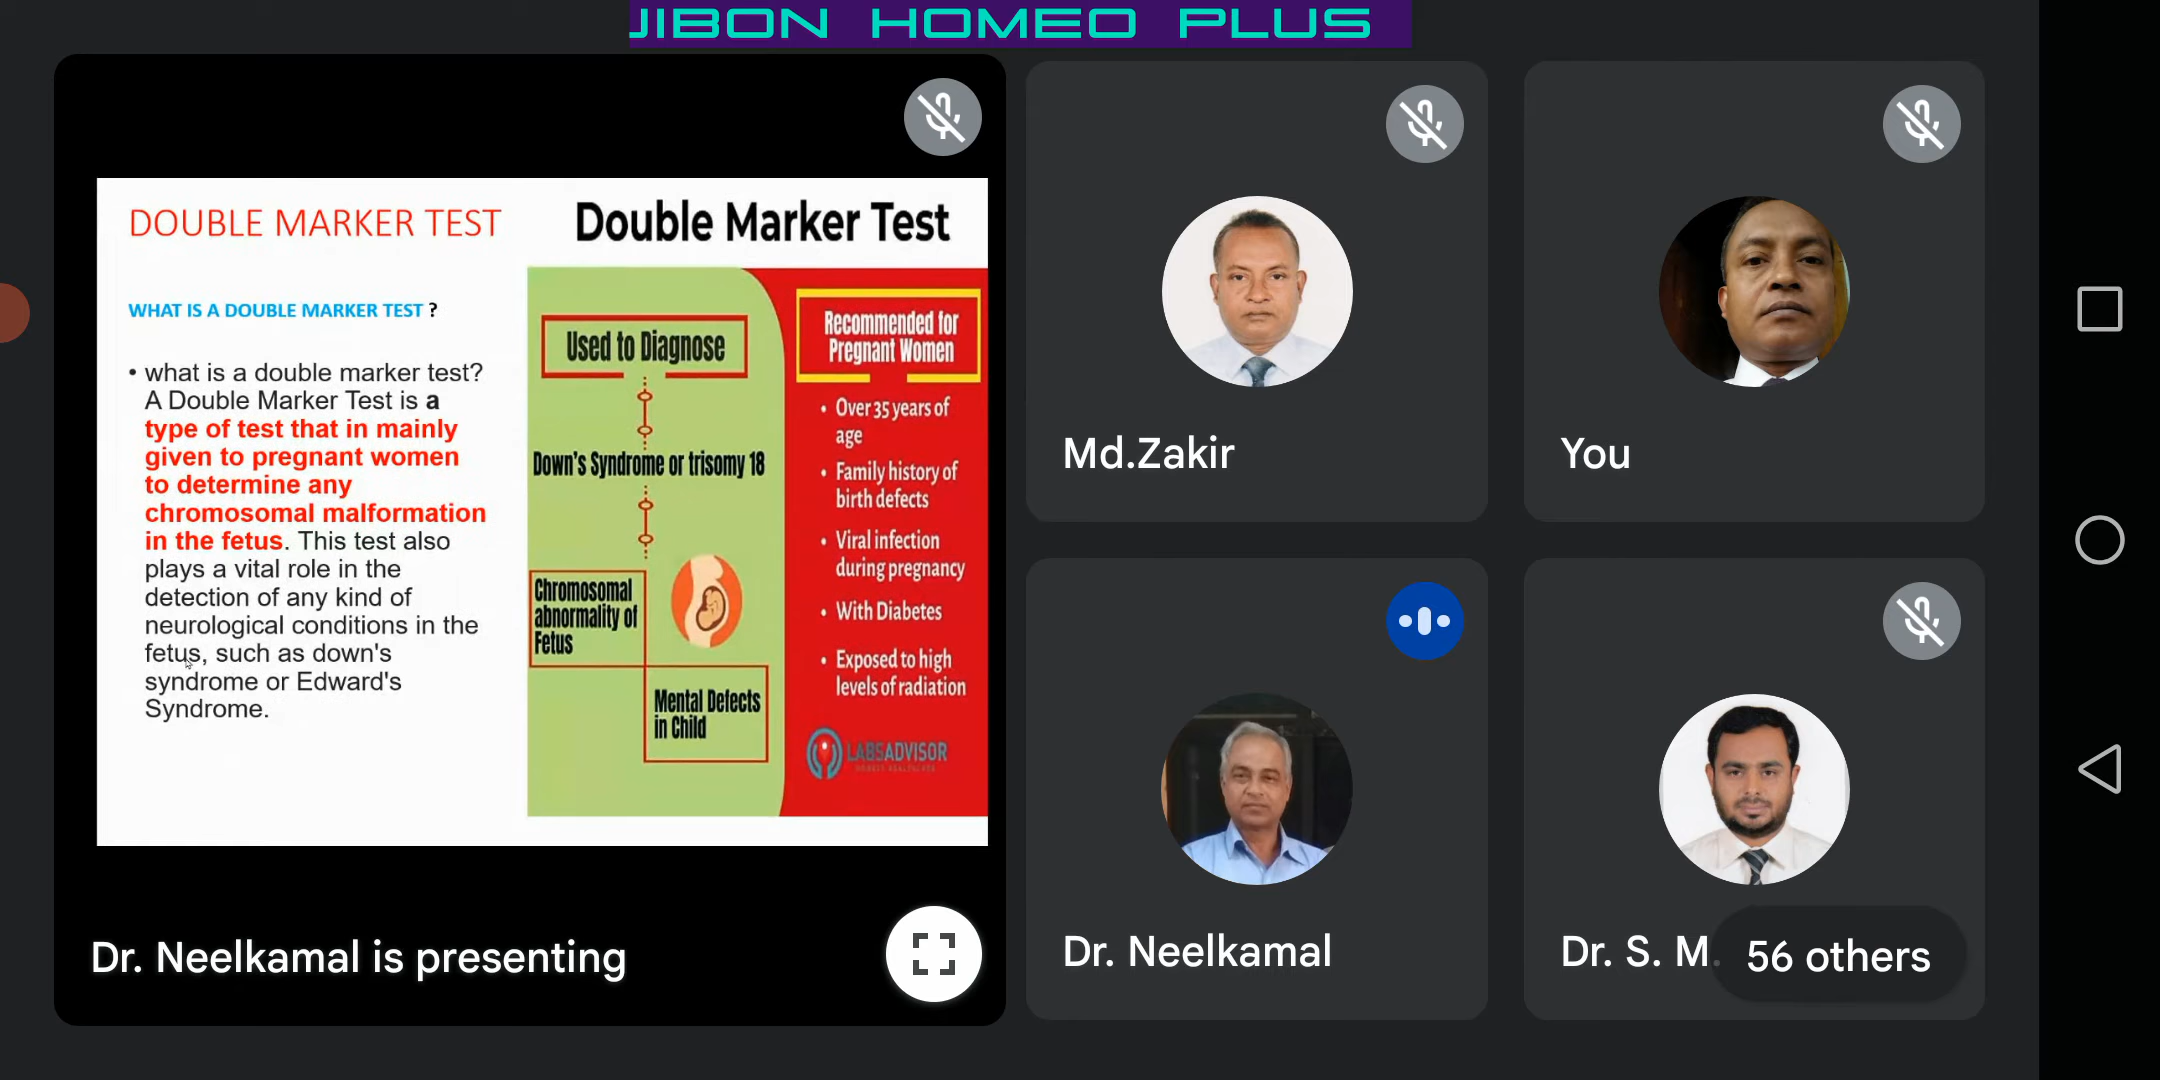 JIBON HOMEO PLUS
DOUBLE MARKER TEST
WHAT IS A DOUBLE MARKER TEST ?
• what is a double marker test?
A Double Marker Test is a
type of test that in mainly
given to pregnant women
to determine any
chromosomal malformation
in the fetus. This test also
plays a vital role in the
detection of any kind of
neurological conditions in the
fetus, such as down's
syndrome or Edward's
Syndrome.
Double Marker Test
Used to Diagnose
Down's Syndrome or trisomy 18
Chromosomal
abnormality of
Fetus
Mental Defects
in Child
Recommended for
Pregnant Women
• Over 35 years of
age
• Family history of
birth defects
• Viral infection
during pregnancy
• With Diabetes
• Exposed to high
levels of radiation
LABSADVISOR
Dr. Neelkamal is presenting
Md.Zakir
You
Dr. Neelkamal
Dr. S. M.
56 others